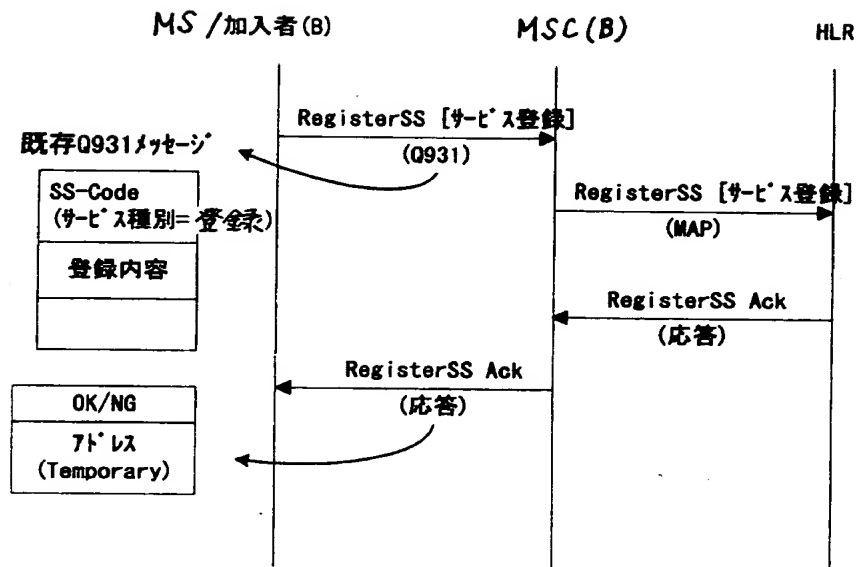 MS /加入者(B)
MSC(B)
HLR
RegisterSS [ｻｰﾋﾞｽ登録]
(Q931)
既存Q931ﾒｯｾｰｼﾞ
SS-Code
(ｻｰﾋﾞｽ種別=登録)
登録内容
RegisterSS [ｻｰﾋﾞｽ登録]
(MAP)
RegisterSS Ack
(応答)
RegisterSS Ack
(応答)
OK/NG
ｱﾄﾞﾚｽ
(Temporary)